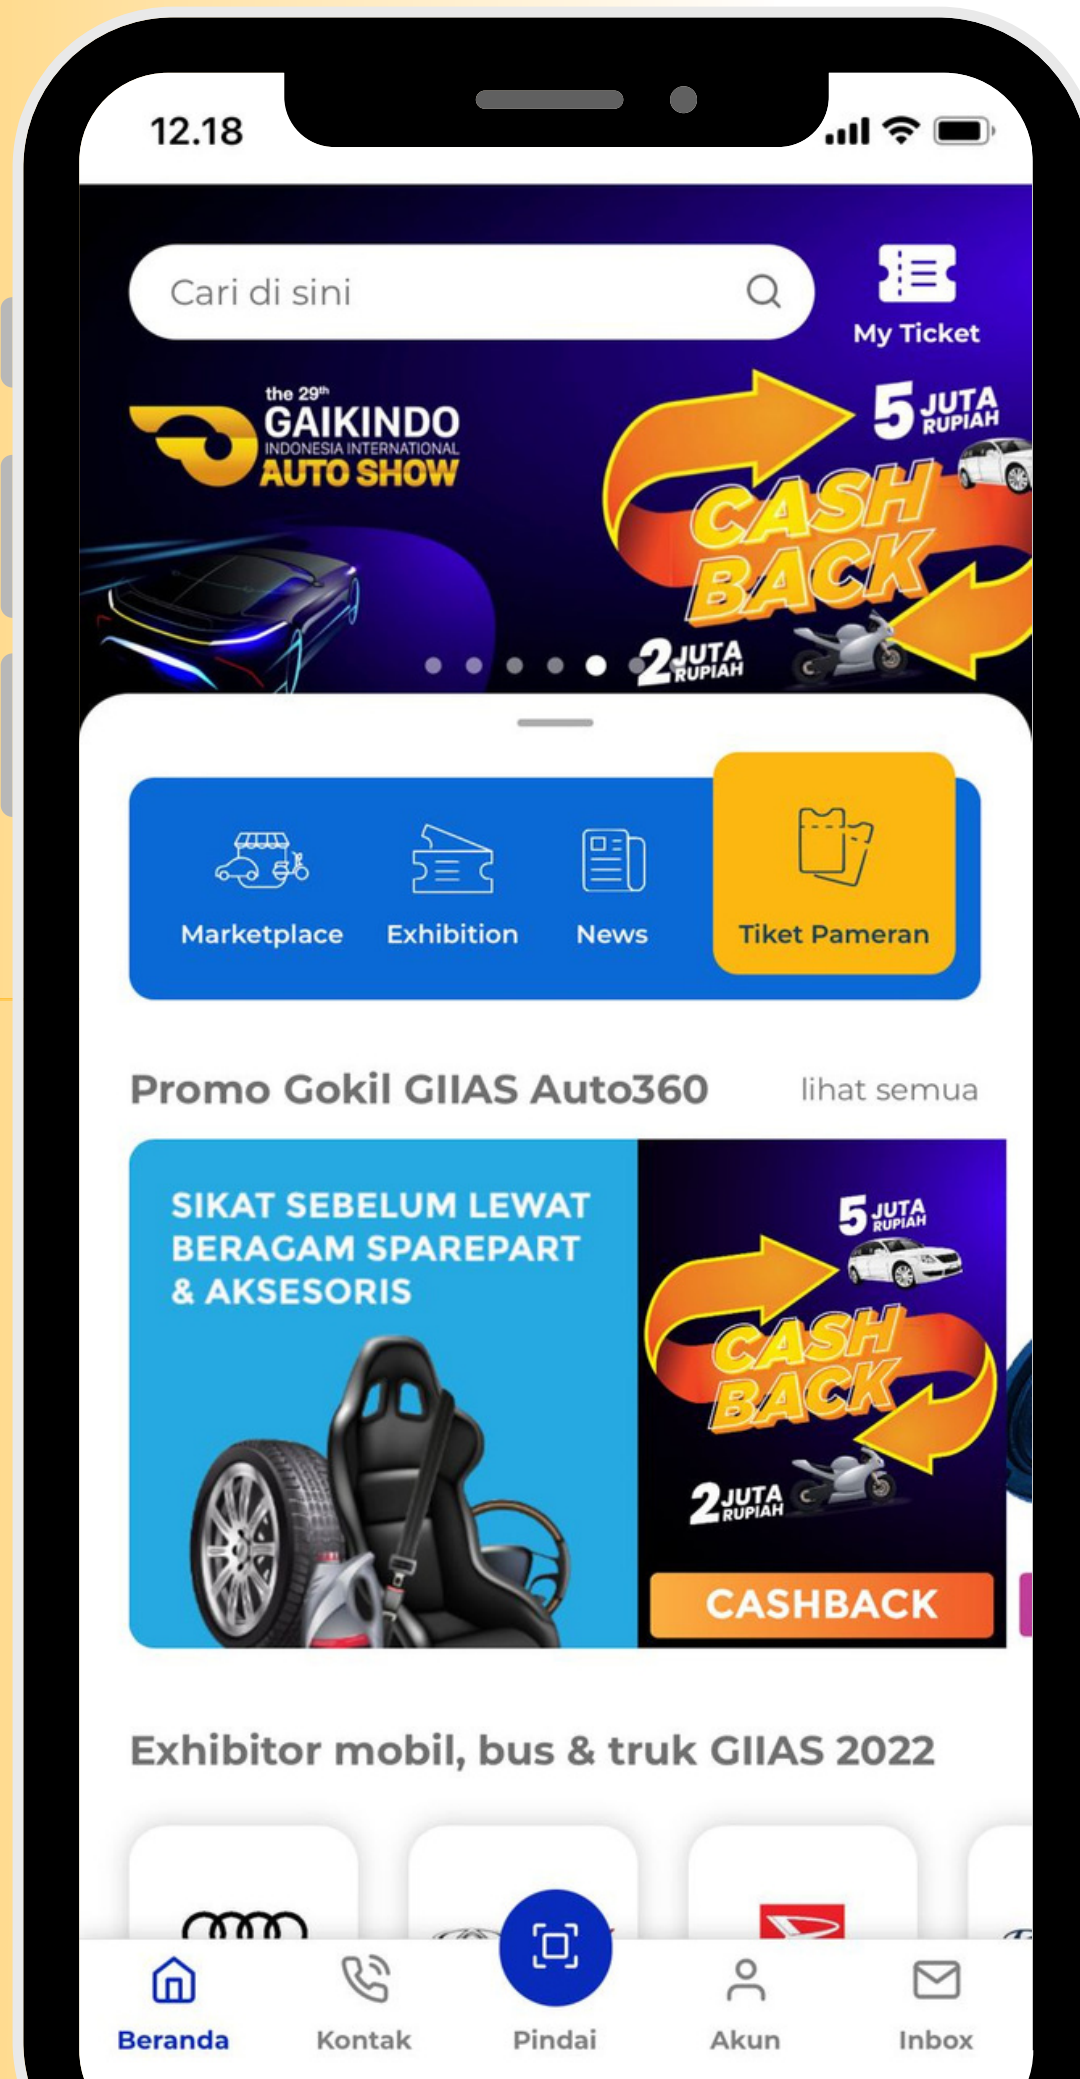 12.18
Cari di sini
My Ticket
the 29th
GAIKINDO
INDONESIA INTERNATIONAL
AUTO SHOW
5 JUTA
RUPIAH
CASH
BACK
2 JUTA
RUPIAH
Marketplace
Exhibition
News
Tiket Pameran
Promo Gokil GIIAS Auto360
lihat semua
SIKAT SEBELUM LEWAT
BERAGAM SPAREPART
& AKSESORIS
5 JUTA
RUPIAH
CASH
BACK
2 JUTA
RUPIAH
CASHBACK
Exhibitor mobil, bus & truk GIIAS 2022
Beranda
Kontak
Pindai
Akun
Inbox